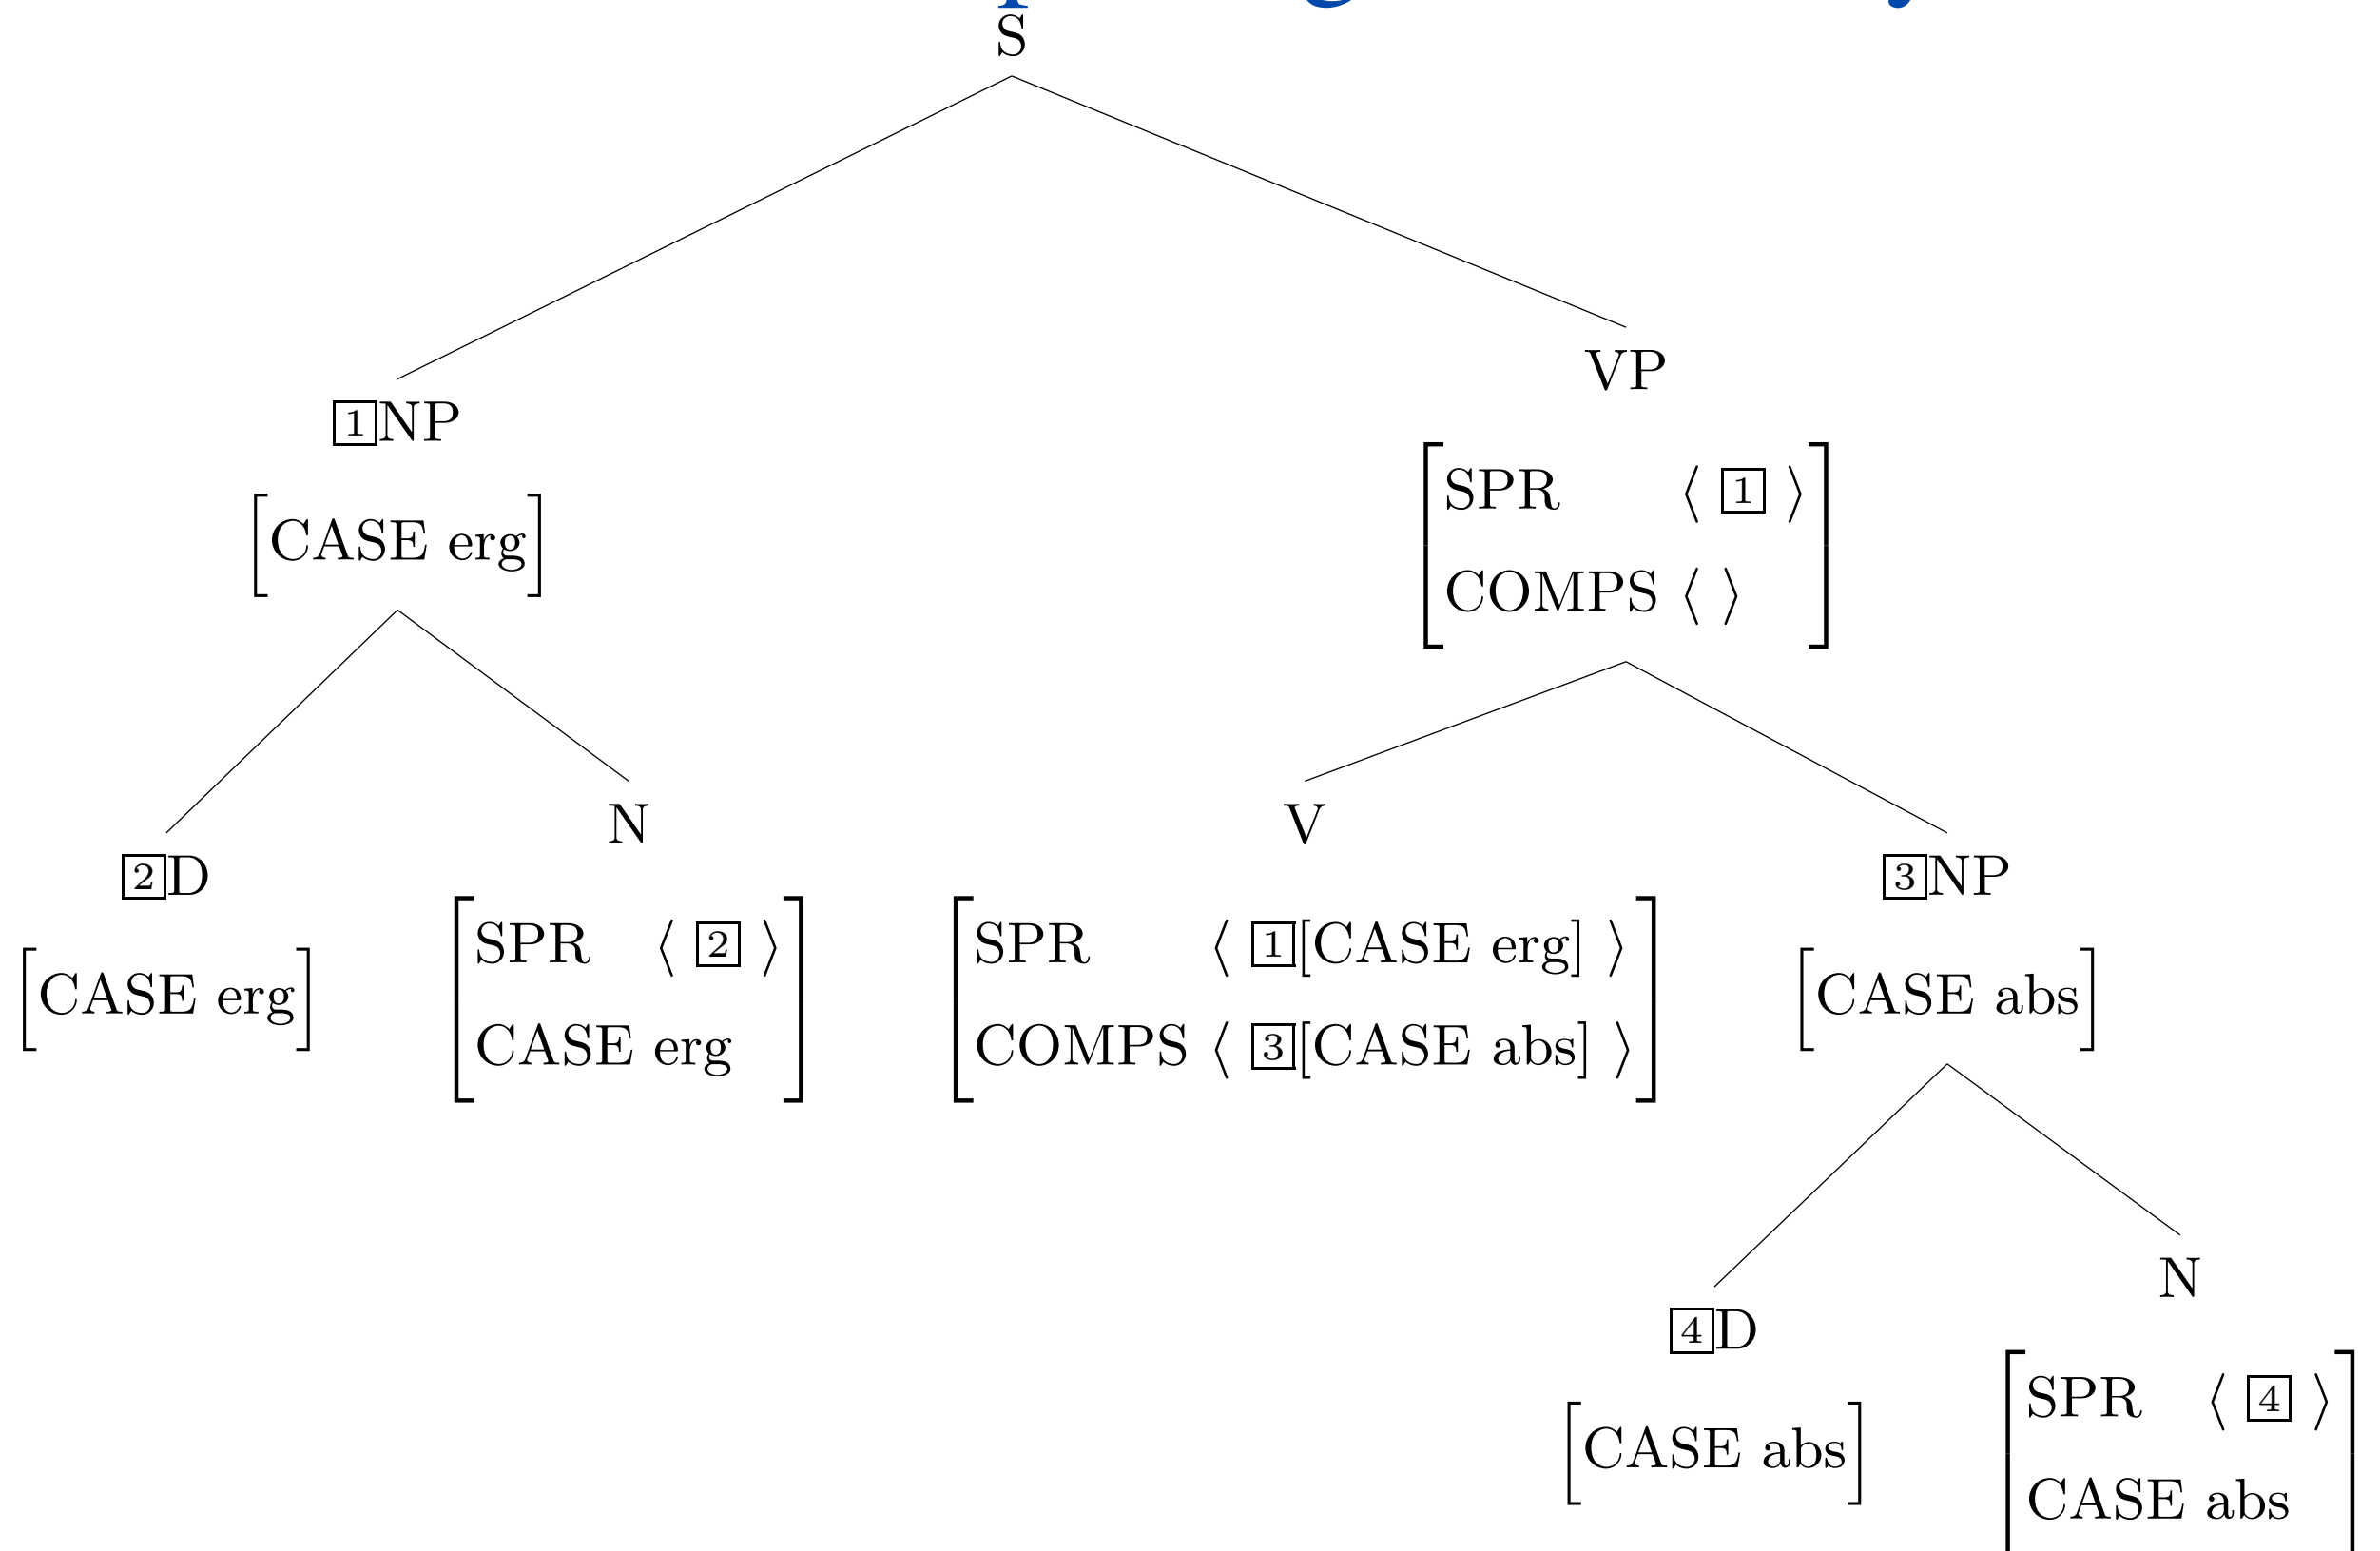 S
VP
1NP
SPR ⟨ 1 ⟩
[CASE erg]
COMPS ⟨ ⟩
N
V
2D
3NP
SPR ⟨ 2 ⟩
SPR ⟨ 1[CASE erg] ⟩
[CASE erg]
[CASE abs]
CASE erg
COMPS ⟨ 3[CASE abs] ⟩
N
4D
SPR ⟨ 4 ⟩
[CASE abs]
CASE abs